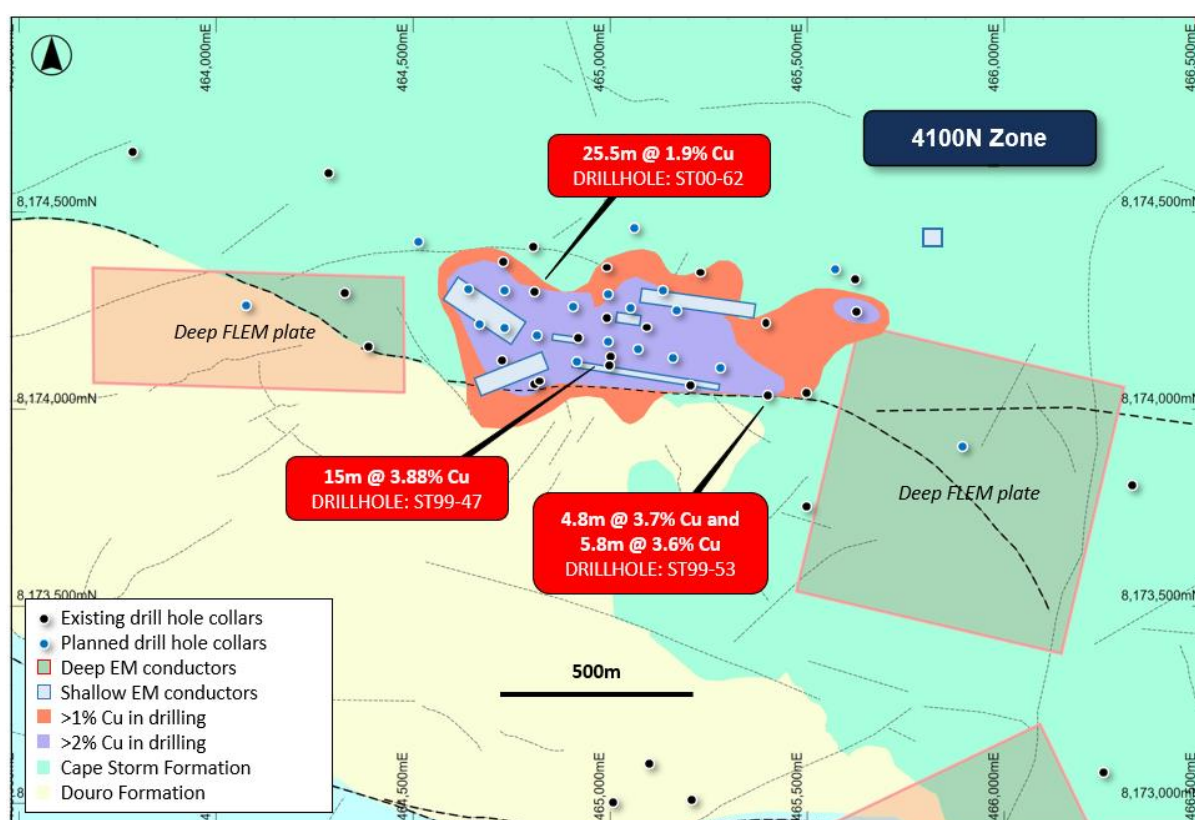 464,000mE
464,500mE
465,000mE
465,500mE
466,000mE
4100N Zone
25.5m @ 1.9% Cu
DRILLHOLE: ST00-62
8,174,500mN
8,174,500mN
Deep FLEM plate
8,174,000mN
8,174,000mN
15m @ 3.88% Cu
DRILLHOLE: ST99-47
4.8m @ 3.7% Cu and
5.8m @ 3.6% Cu
DRILLHOLE: ST99-53
Deep FLEM plate
8,173,500mN
Existing drill hole collars
Planned drill hole collars
Deep EM conductors
Shallow EM conductors
>1% Cu in drilling
>2% Cu in drilling
Cape Storm Formation
Douro Formation
500m
8,173,000mN
464,500mE
465,000mE
465,500mE
466,000mE